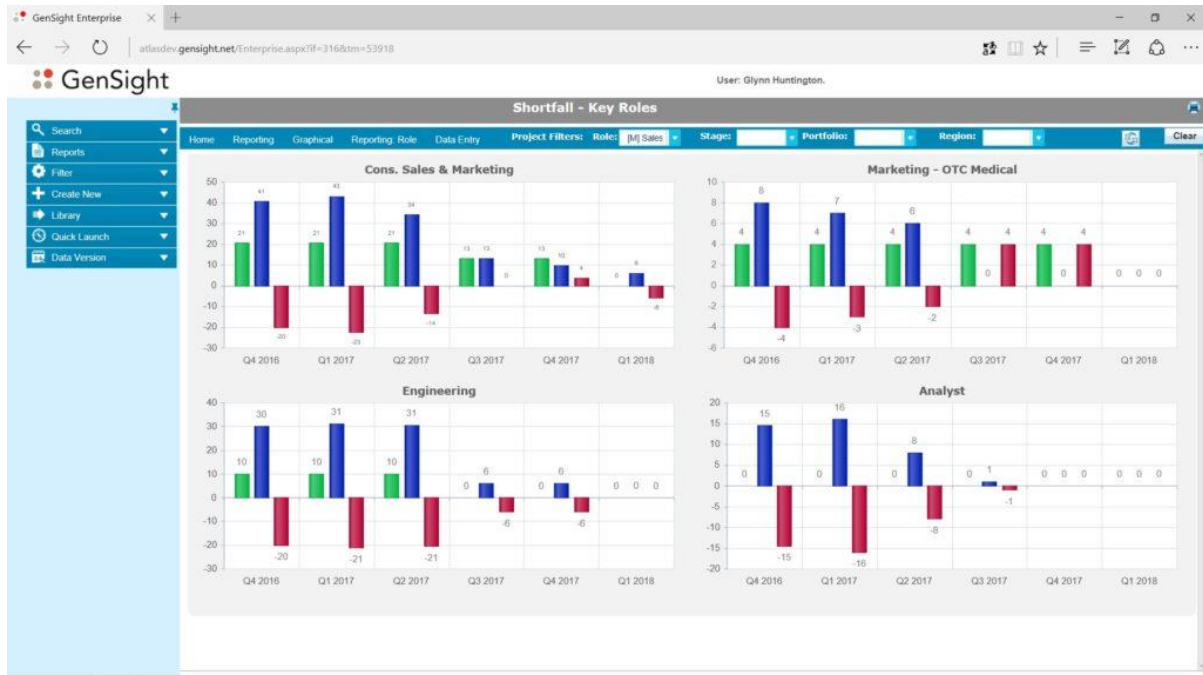 GenSight Enterprise
atlasdev.gensight.net/Enterprise.aspx?if=316&tm=53918
GenSight
User: Glynn Huntington.
Shortfall - Key Roles
Search
Reports
Filter
Create New
Library
Quick Launch
Data Version
Home Reporting Graphical Reporting: Role Data Entry Project Filters: Role: [M] Sales Stage: Portfolio: Region: Clear
Cons. Sales & Marketing
50
40
30
20
10
0
-10
-20
-30
21 41 -20
21 43 -23
21 34 -14
13 13 0
13 10 4
0 6 -6
Q4 2016 Q1 2017 Q2 2017 Q3 2017 Q4 2017 Q1 2018
Marketing - OTC Medical
10
8
6
4
2
0
-2
-4
-6
4 8 -4
4 7 -3
4 6 -2
4 0 4
4 0 4
0 0 0
Q4 2016 Q1 2017 Q2 2017 Q3 2017 Q4 2017 Q1 2018
Engineering
40
30
20
10
0
-10
-20
-30
10 30 -20
10 31 -21
10 31 -21
0 6 -6
0 6 -6
0 0 0
Q4 2016 Q1 2017 Q2 2017 Q3 2017 Q4 2017 Q1 2018
Analyst
20
15
10
5
0
-5
-10
-15
-20
0 15 -15
0 16 -16
0 8 -8
0 1 -1
0 0 0
0 0 0
Q4 2016 Q1 2017 Q2 2017 Q3 2017 Q4 2017 Q1 2018